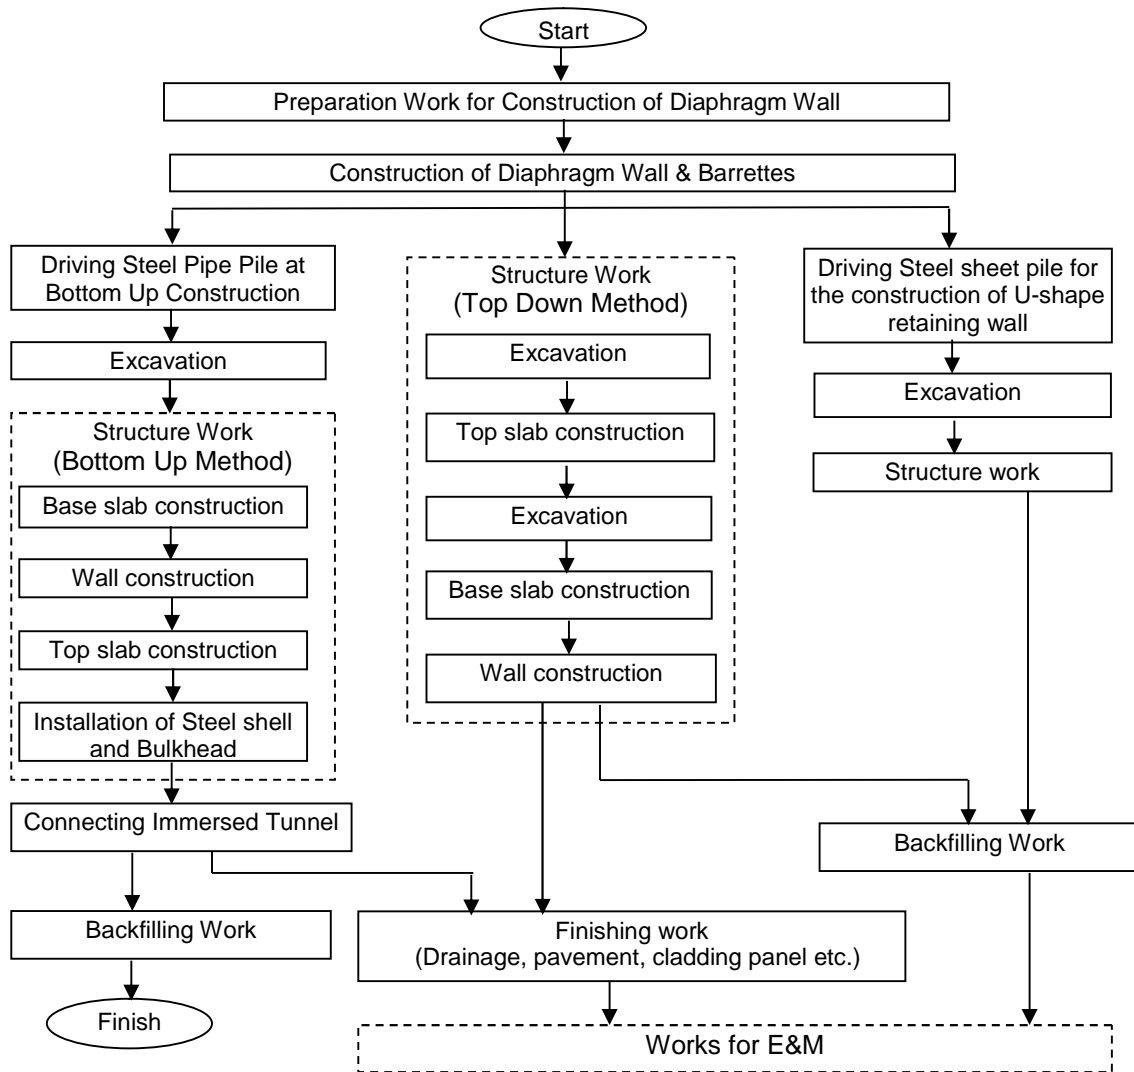 Start
Preparation Work for Construction of Diaphragm Wall
Construction of Diaphragm Wall & Barrettes
Driving Steel Pipe Pile at
Bottom Up Construction
Excavation
Structure Work
(Bottom Up Method)
Base slab construction
Wall construction
Top slab construction
Installation of Steel shell
and Bulkhead
Connecting Immersed Tunnel
Backfilling Work
Finish
Structure Work
(Top Down Method)
Excavation
Top slab construction
Excavation
Base slab construction
Wall construction
Driving Steel sheet pile for
the construction of U-shape
retaining wall
Excavation
Structure work
Backfilling Work
Finishing work
(Drainage, pavement, cladding panel etc.)
Works for E&M